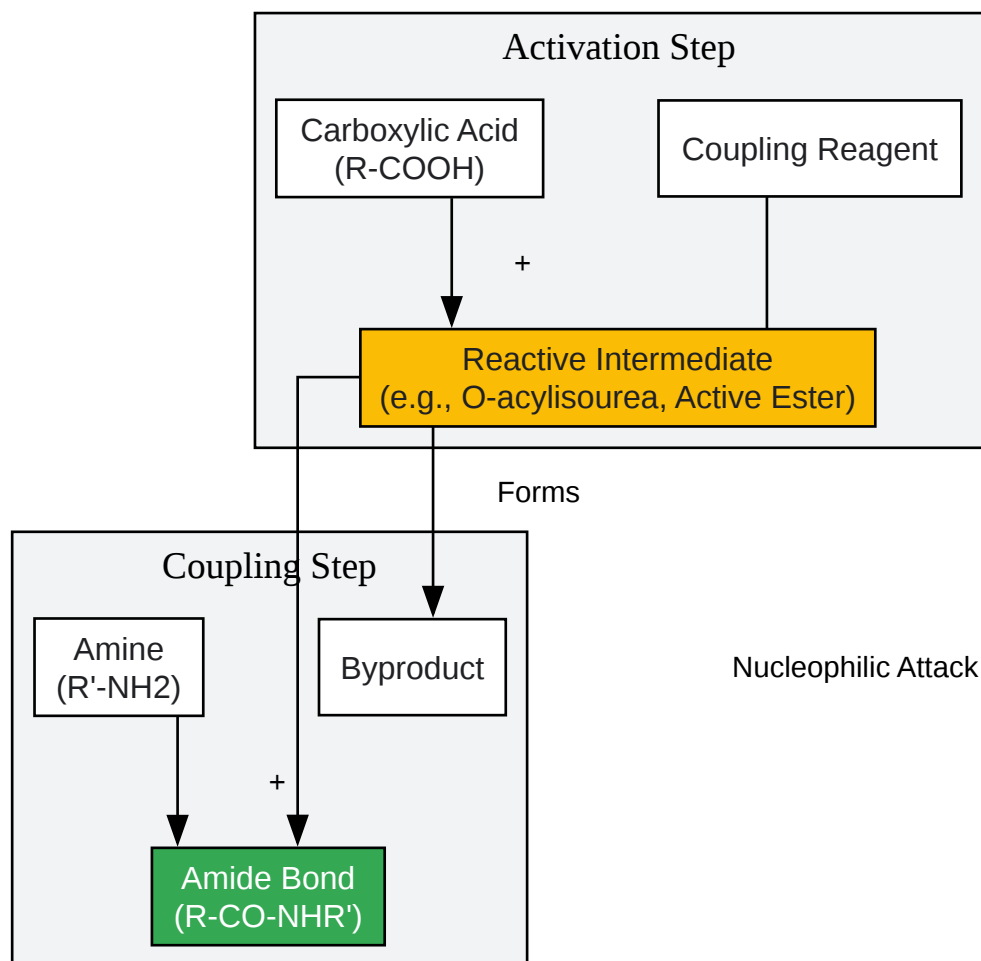 Activation Step
Carboxylic Acid
(R-COOH)
Coupling Reagent
+
Reactive Intermediate
(e.g., O-acylisourea, Active Ester)
Forms
Coupling Step
Amine
(R'-NH2)
Byproduct
Nucleophilic Attack
+
Amide Bond
(R-CO-NHR')